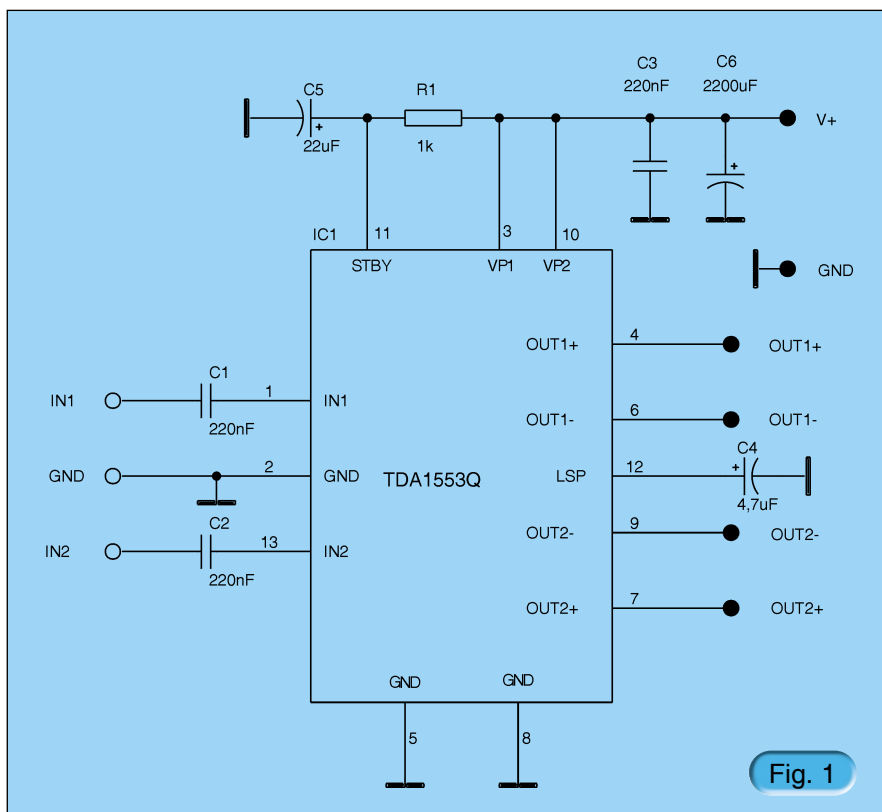 C3 C6
220nF 2200uF
C5 R1
+ V+
22uF 1k
+
IC1 11 3 10
STBY VP1 VP2
GND
OUT1+ 4 OUT1+
C1
IN1 1 IN1
220nF
OUT1- 6 OUT1-
C4
GND 2 GND TDA1553Q LSP 12 +
4,7uF
C2
IN2 13 IN2
220nF
OUT2- 9 OUT2-
OUT2+ 7 OUT2+
GND GND
5 8
Fig. 1